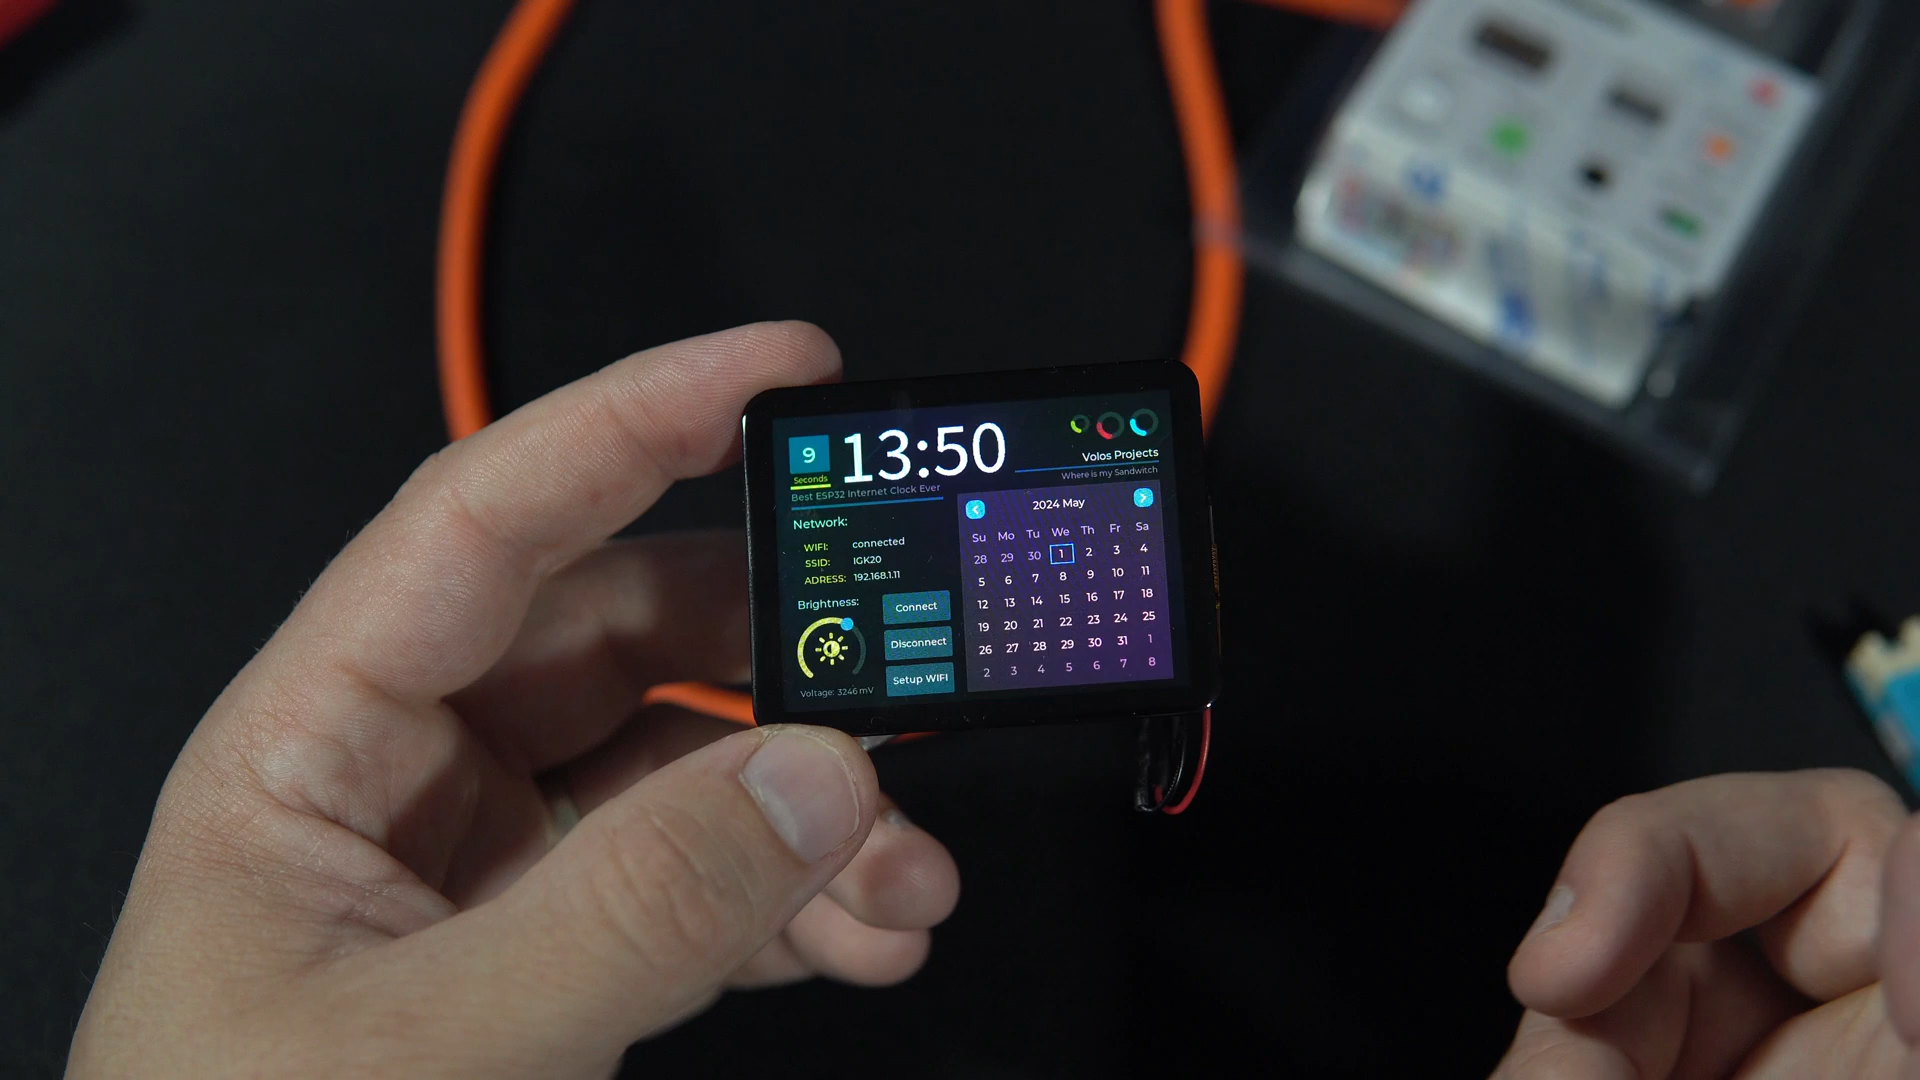 9
Seconds
13:50
Best ESP32 Internet Clock Ever
Volos Projects
Where is my Sandwitch
Network:
WIFI: connected
SSID: IGK20
ADRESS: 192.168.1.11
Brightness:
Voltage: 3246 mV
Connect
Disconnect
Setup WIFI
2024 May
Su Mo Tu We Th Fr Sa
28 29 30 1 2 3 4
5 6 7 8 9 10 11
12 13 14 15 16 17 18
19 20 21 22 23 24 25
26 27 28 29 30 31 1
2 3 4 5 6 7 8